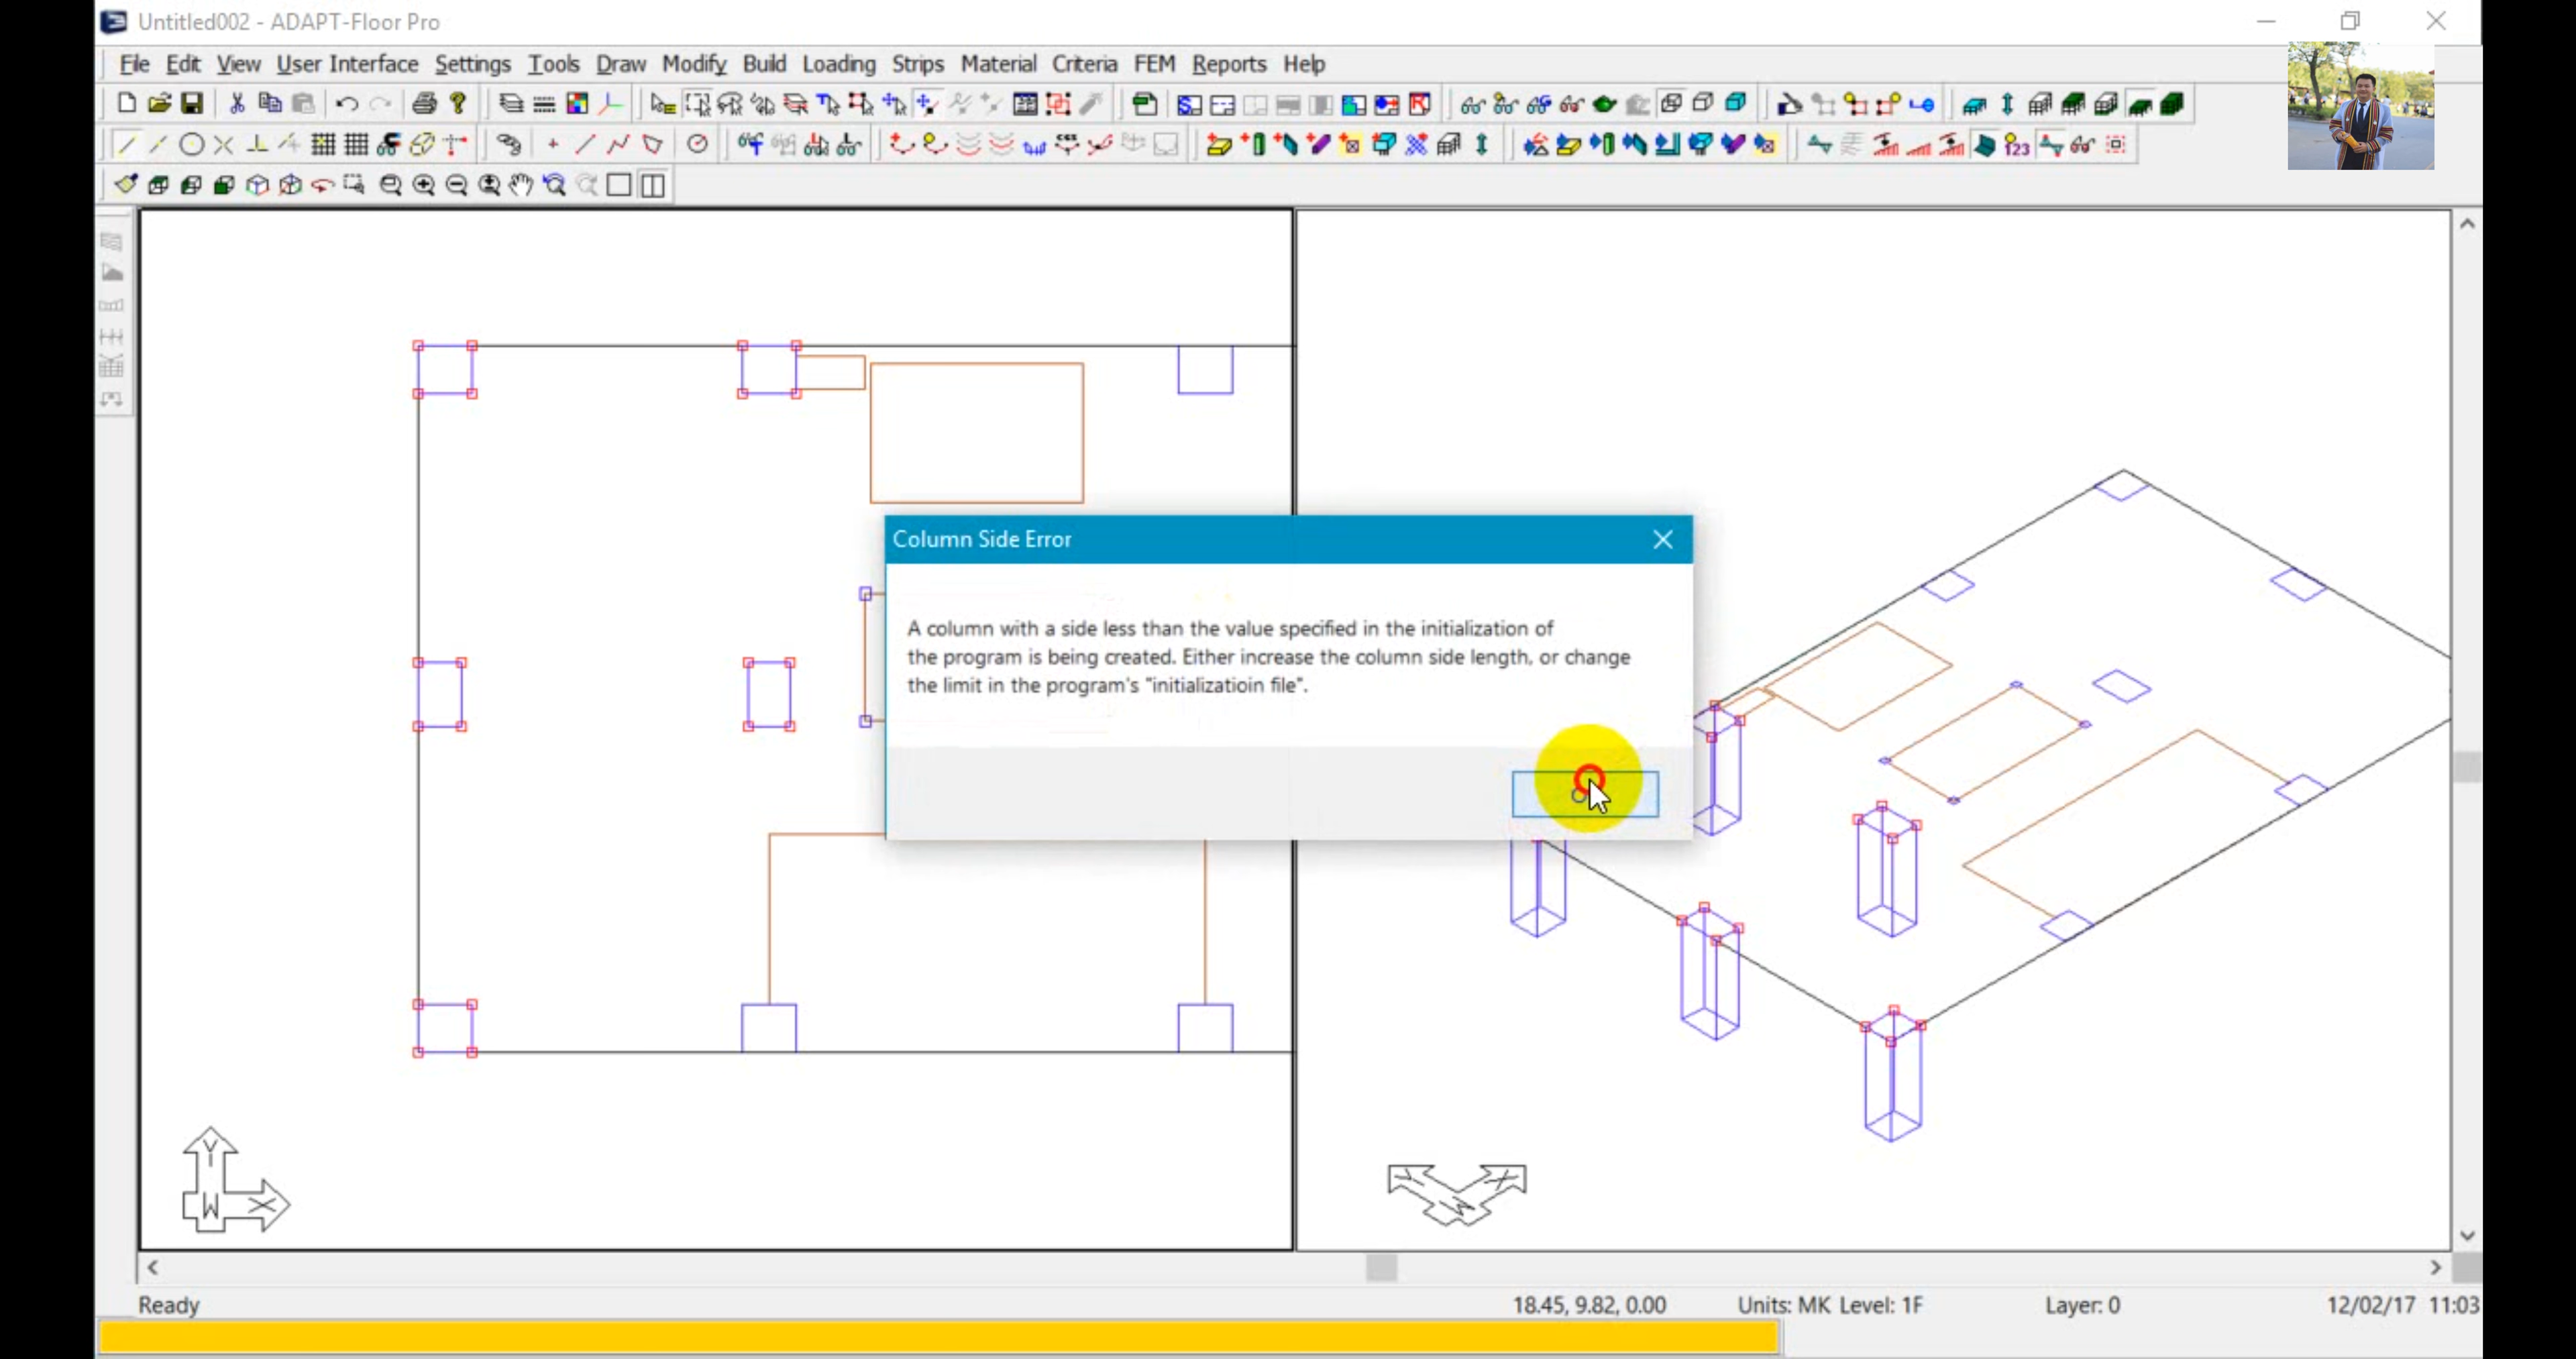 Untitled002 - ADAPT-Floor Pro
File Edit View User Interface Settings Tools Draw Modify Build Loading Strips Material Criteria FEM Reports Help
123
Column Side Error
A column with a side less than the value specified in the initialization of
the program is being created. Either increase the column side length, or change
the limit in the program's "initializatioin file".
Y
W X
Y X
W
Ready 18.45, 9.82, 0.00 Units: MK Level: 1F Layer: 0 12/02/17 11:03